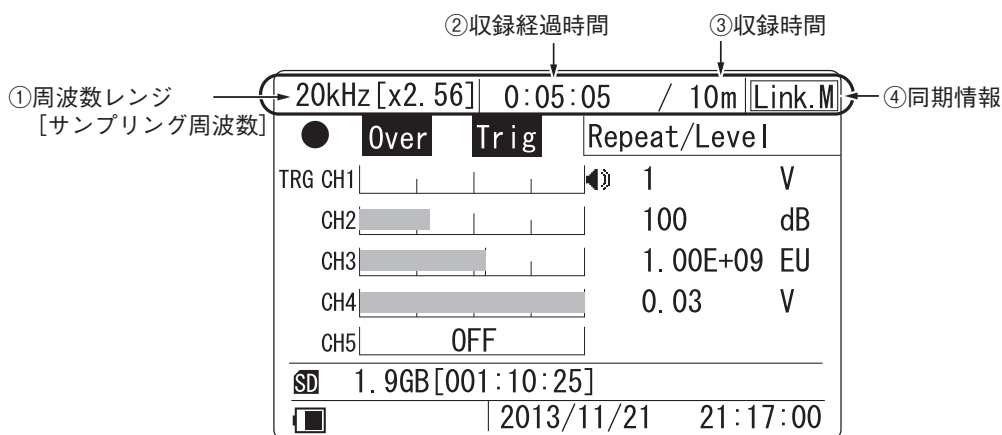 ②収録経過時間
③収録時間
①周波数レンジ
[サンプリング周波数]
20kHz[x2.56] 0:05:05 / 10m Link.M
④同期情報
● Over Trig Repeat/Level
TRG CH1 1 V
CH2 100 dB
CH3 1.00E+09 EU
CH4 0.03 V
CH5 OFF
SD 1.9GB[001:10:25]
2013/11/21 21:17:00